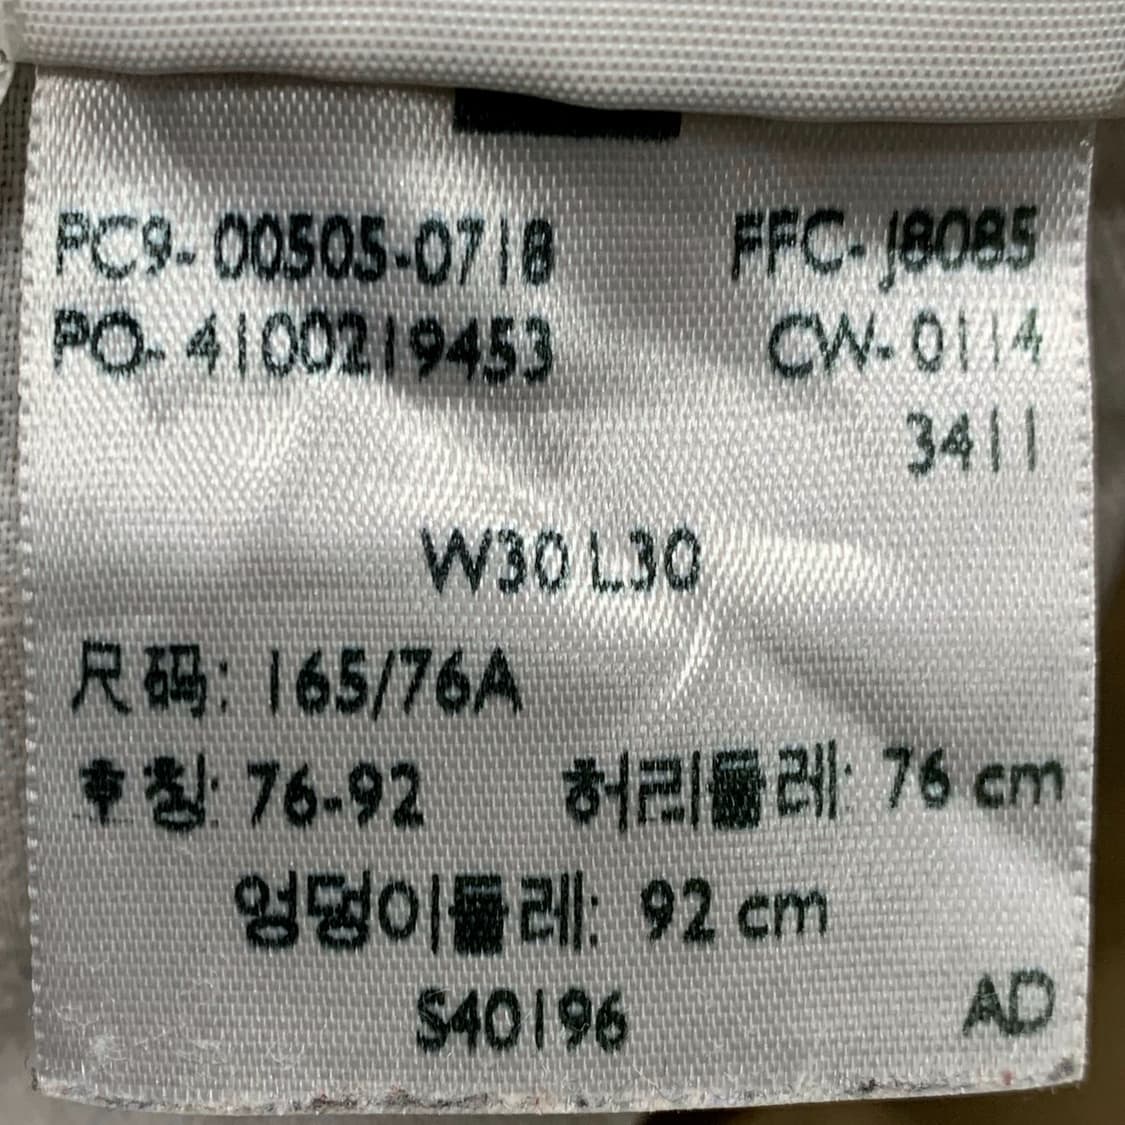 PC9-00505-0718 FFC-J8085
PO-4100219453 CW-0114
3411
W30 L30
尺码: 165/76A
호칭: 76-92 허리둘레: 76 cm
엉덩이둘레: 92 cm
S40196 AD